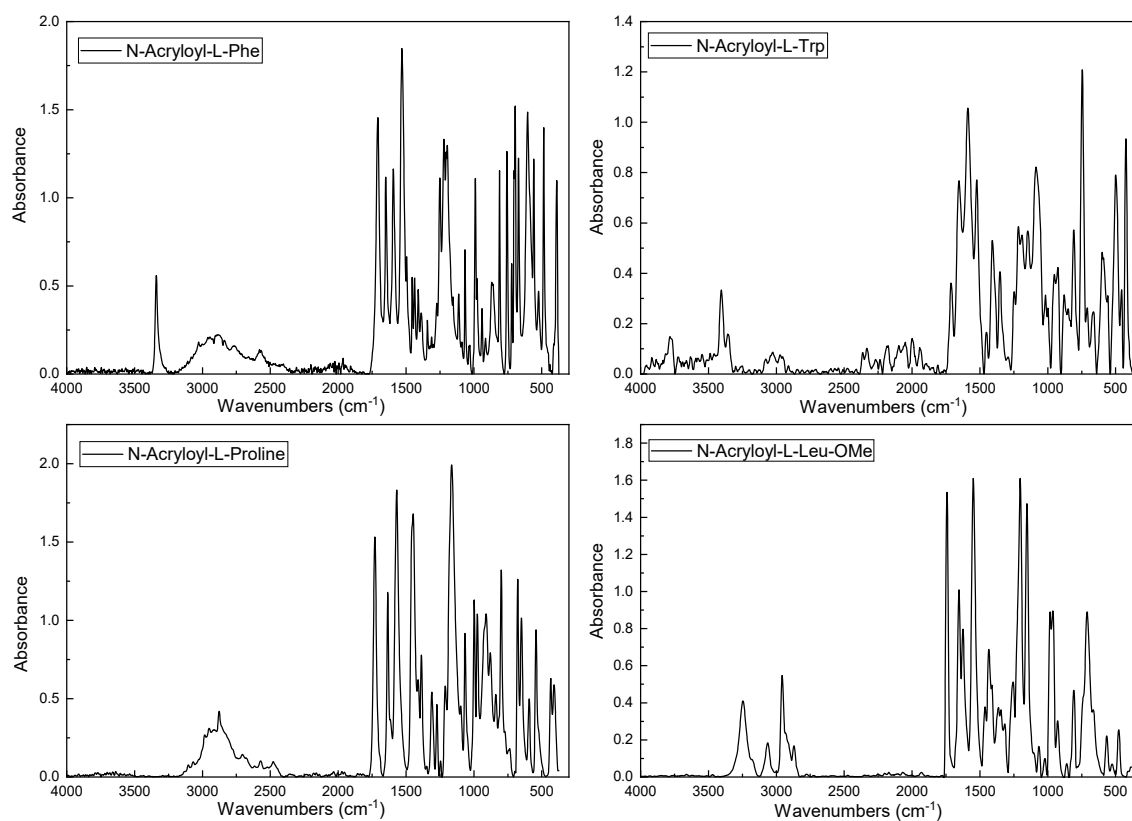 N-Acryloyl-L-Phe
Absorbance
2.0
1.5
1.0
0.5
0.0
4000 3500 3000 2500 2000 1500 1000 500
Wavenumbers (cm-1)
N-Acryloyl-L-Trp
Absorbance
1.4
1.2
1.0
0.8
0.6
0.4
0.2
0.0
4000 3500 3000 2500 2000 1500 1000 500
Wavenumbers (cm-1)
N-Acryloyl-L-Proline
Absorbance
2.0
1.5
1.0
0.5
0.0
4000 3500 3000 2500 2000 1500 1000 500
Wavenumbers (cm-1)
N-Acryloyl-L-Leu-OMe
Absorbance
1.8
1.6
1.4
1.2
1.0
0.8
0.6
0.4
0.2
0.0
4000 3500 3000 2500 2000 1500 1000 500
Wavenumbers (cm-1)